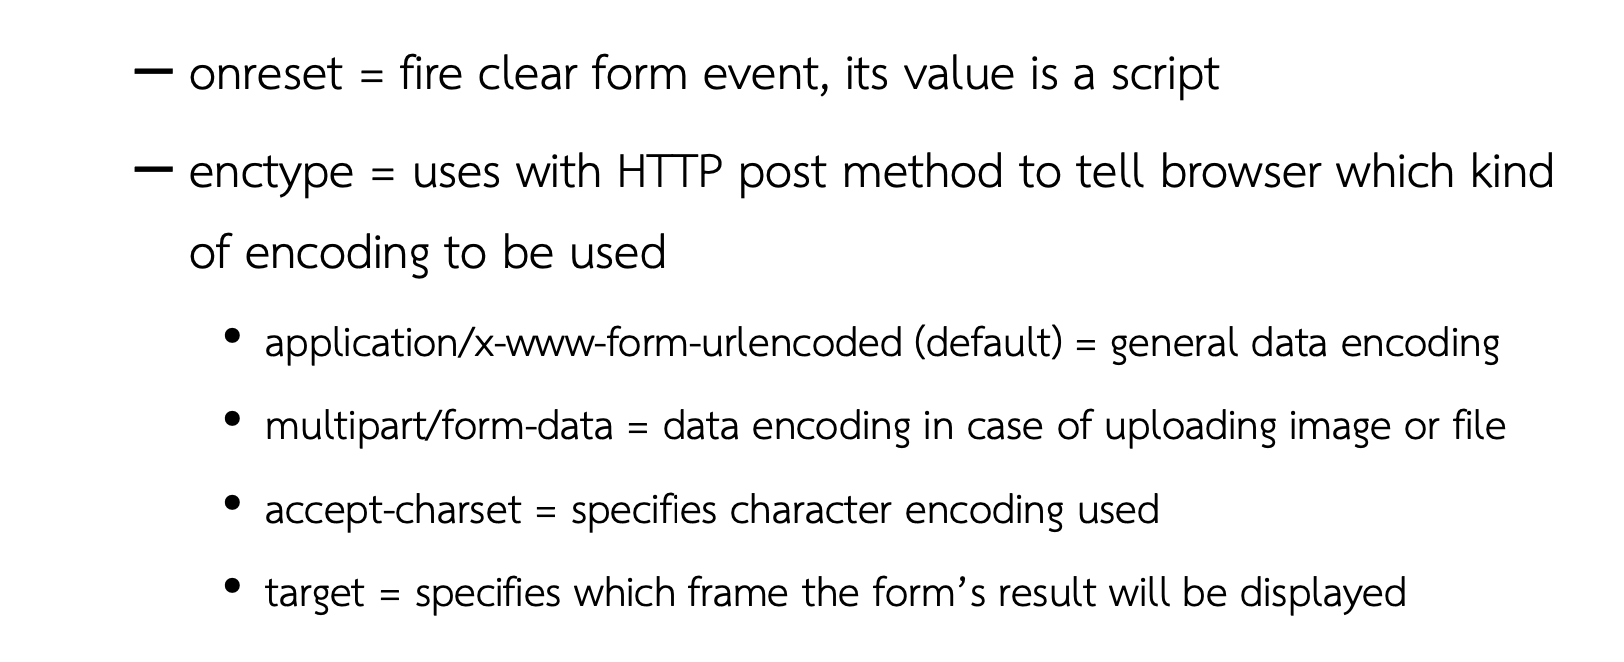 – onreset = fire clear form event, its value is a script
– enctype = uses with HTTP post method to tell browser which kind
of encoding to be used
• application/x-www-form-urlencoded (default) = general data encoding
• multipart/form-data = data encoding in case of uploading image or file
• accept-charset = specifies character encoding used
• target = specifies which frame the form’s result will be displayed